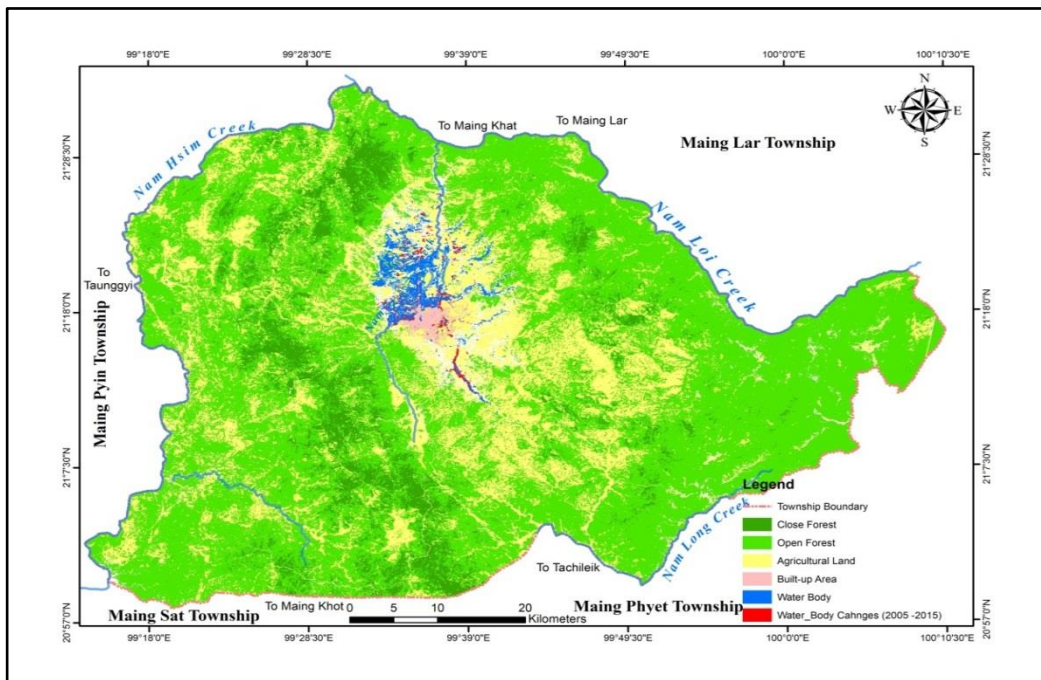 99°18'0"E 99°28'30"E 99°39'0"E 99°49'30"E 100°0'0"E 100°10'30"E
N
W E
S
To Maing Khat
To Maing Lar
Maing Lar Township
Nam Hsim Creek
21°28'30"N
21°28'30"N
Nam Loi Creek
To
Taunggyi
21°18'0"N
21°18'0"N
Maing Pyin Township
21°7'30"N
21°7'30"N
Legend
Township Boundary
Close Forest
Open Forest
Agricultural Land
Built-up Area
Water Body
Water_Body Cahnges (2005 -2015)
Nam Long Creek
To Tachileik
Maing Sat Township
To Maing Khot
Maing Phyet Township
0 5 10 20
Kilometers
20°57'0"N
20°57'0"N
99°18'0"E 99°28'30"E 99°39'0"E 99°49'30"E 100°0'0"E 100°10'30"E